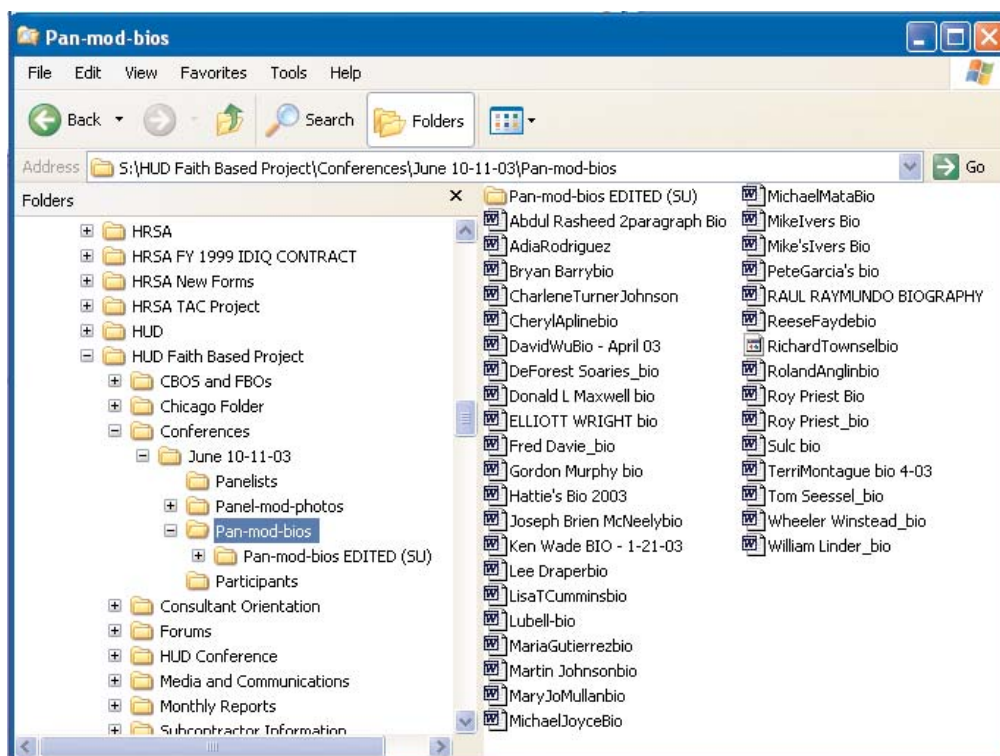 Pan-mod-bios
File Edit View Favorites Tools Help
Back Search Folders
Address S:\HUD Faith Based Project\Conferences\June 10-11-03\Pan-mod-bios Go
Folders
HRSA
HRSA FY 1999 IDIQ CONTRACT
HRSA New Forms
HRSA TAC Project
HUD
HUD Faith Based Project
CBOS and FBOs
Chicago Folder
Conferences
June 10-11-03
Panelists
Panel-mod-photos
Pan-mod-bios
Pan-mod-bios EDITED (SU)
Participants
Consultant Orientation
Forums
HUD Conference
Media and Communications
Monthly Reports
Subcontractor Information
Pan-mod-bios EDITED (SU)
Abdul Rasheed 2paragraph Bio
AdiaRodriguez
Bryan Barrybio
CharleneTurnerJohnson
CherylAplinebio
DavidWuBio - April 03
DeForest Soaries_bio
Donald L Maxwell bio
ELLIOTT WRIGHT bio
Fred Davie_bio
Gordon Murphy bio
Hattie's Bio 2003
Joseph Brien McNeelybio
Ken Wade BIO - 1-21-03
Lee Draperbio
LisaTCumminsbio
Lubell-bio
MariaGutierrezbio
Martin Johnsonbio
MaryJoMullanbio
MichaelJoyceBio
MichaelMataBio
MikeIvers Bio
Mike'sIvers Bio
PeteGarcia's bio
RAUL RAYMUNDO BIOGRAPHY
ReeseFaydebio
RichardTownselbio
RolandAnglinbio
Roy Priest Bio
Roy Priest_bio
Sulc bio
TerriMontague bio 4-03
Tom Seessel_bio
Wheeler Winstead_bio
William Linder_bio